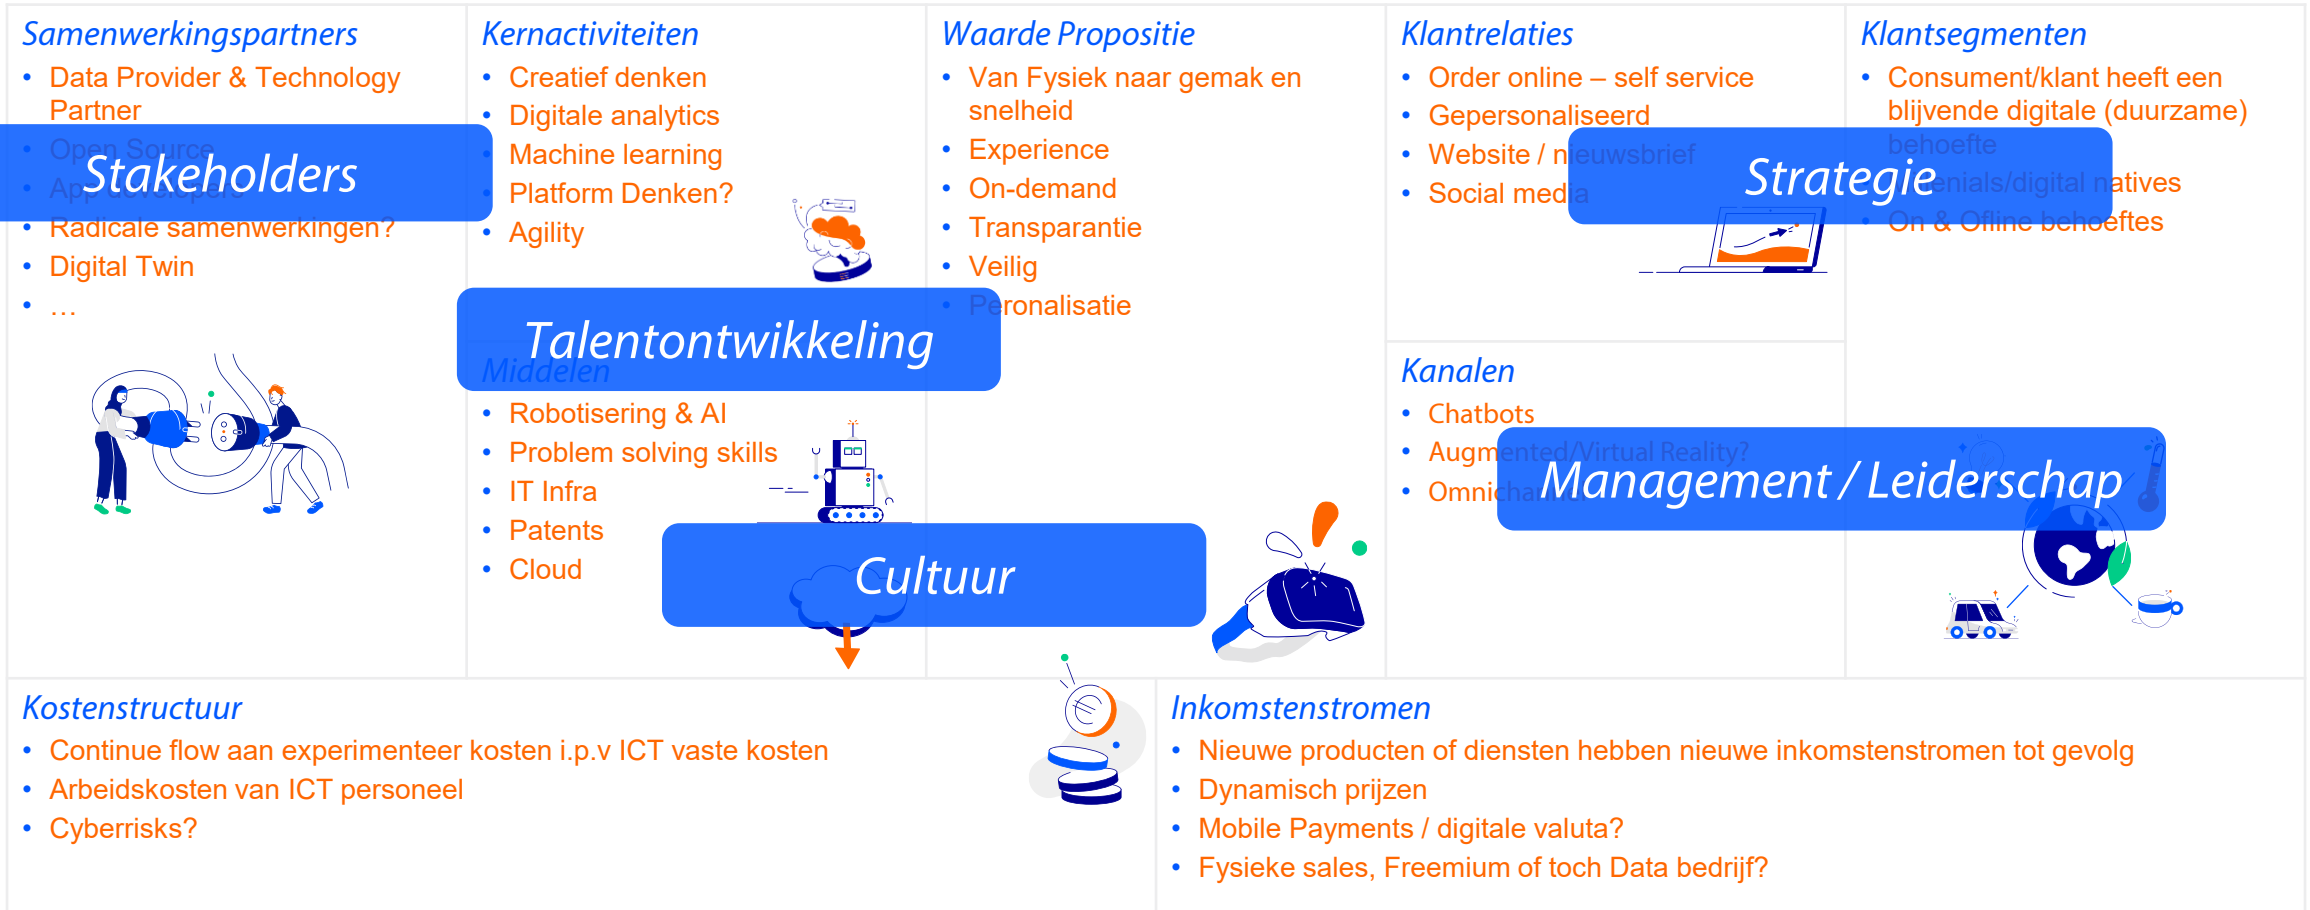 Samenwerkingspartners
• Data Provider & Technology
Partner
• Open Source
• App developers
• Radicale samenwerkingen?
• Digital Twin
• …
Stakeholders
Kernactiviteiten
• Creatief denken
• Digitale analytics
• Machine learning
• Platform Denken?
• Agility
Talentontwikkeling
Middelen
• Robotisering & AI
• Problem solving skills
• IT Infra
• Patents
• Cloud
Cultuur
Waarde Propositie
• Van Fysiek naar gemak en
snelheid
• Experience
• On-demand
• Transparantie
• Veilig
• Peronalisatie
Klantrelaties
• Order online – self service
• Gepersonaliseerd
• Website / nieuwsbrief
• Social media
Strategie
Kanalen
• Chatbots
• Augmented/Virtual Reality?
• Omnichannel
Management / Leiderschap
Klantsegmenten
• Consument/klant heeft een
blijvende digitale (duurzame)
behoefte
natives
• On & Ofline behoeftes
Kostenstructuur
• Continue flow aan experimenteer kosten i.p.v ICT vaste kosten
• Arbeidskosten van ICT personeel
• Cyberrisks?
Inkomstenstromen
• Nieuwe producten of diensten hebben nieuwe inkomstenstromen tot gevolg
• Dynamisch prijzen
• Mobile Payments / digitale valuta?
• Fysieke sales, Freemium of toch Data bedrijf?